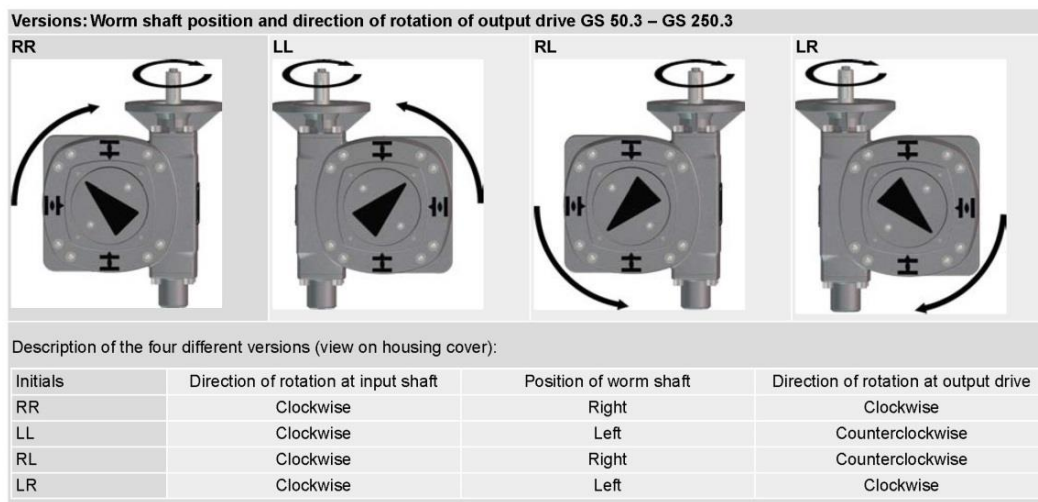 Versions: Worm shaft position and direction of rotation of output drive GS 50.3 – GS 250.3
RR LL RL LR
Description of the four different versions (view on housing cover):
Initials Direction of rotation at input shaft Position of worm shaft Direction of rotation at output drive
RR Clockwise Right Clockwise
LL Clockwise Left Counterclockwise
RL Clockwise Right Counterclockwise
LR Clockwise Left Clockwise